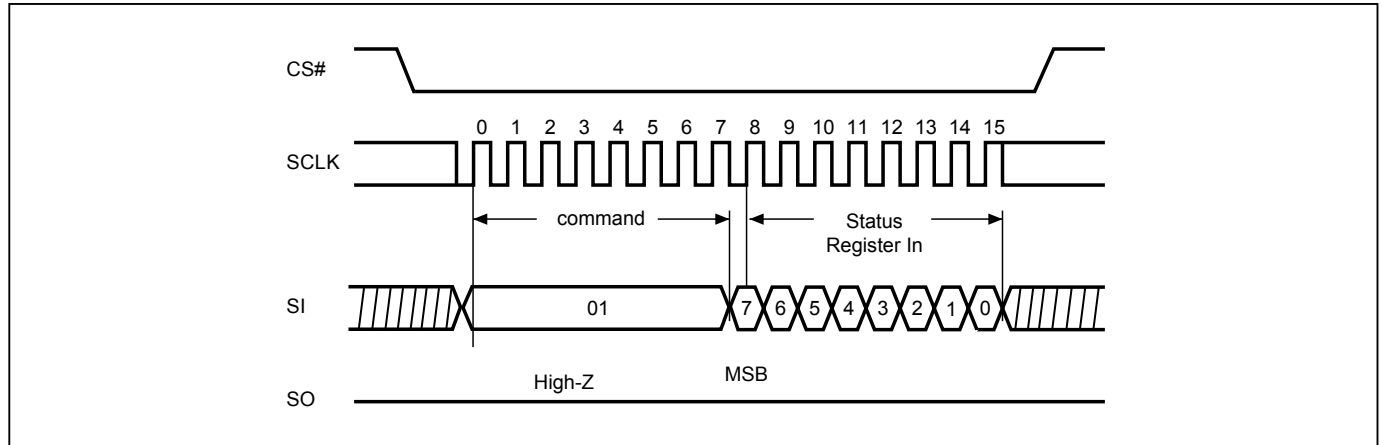 CS#
0 1 2 3 4 5 6 7 8 9 10 11 12 13 14 15
SCLK
command
Status
Register In
SI
01
7 6 5 4 3 2 1 0
High-Z
MSB
SO